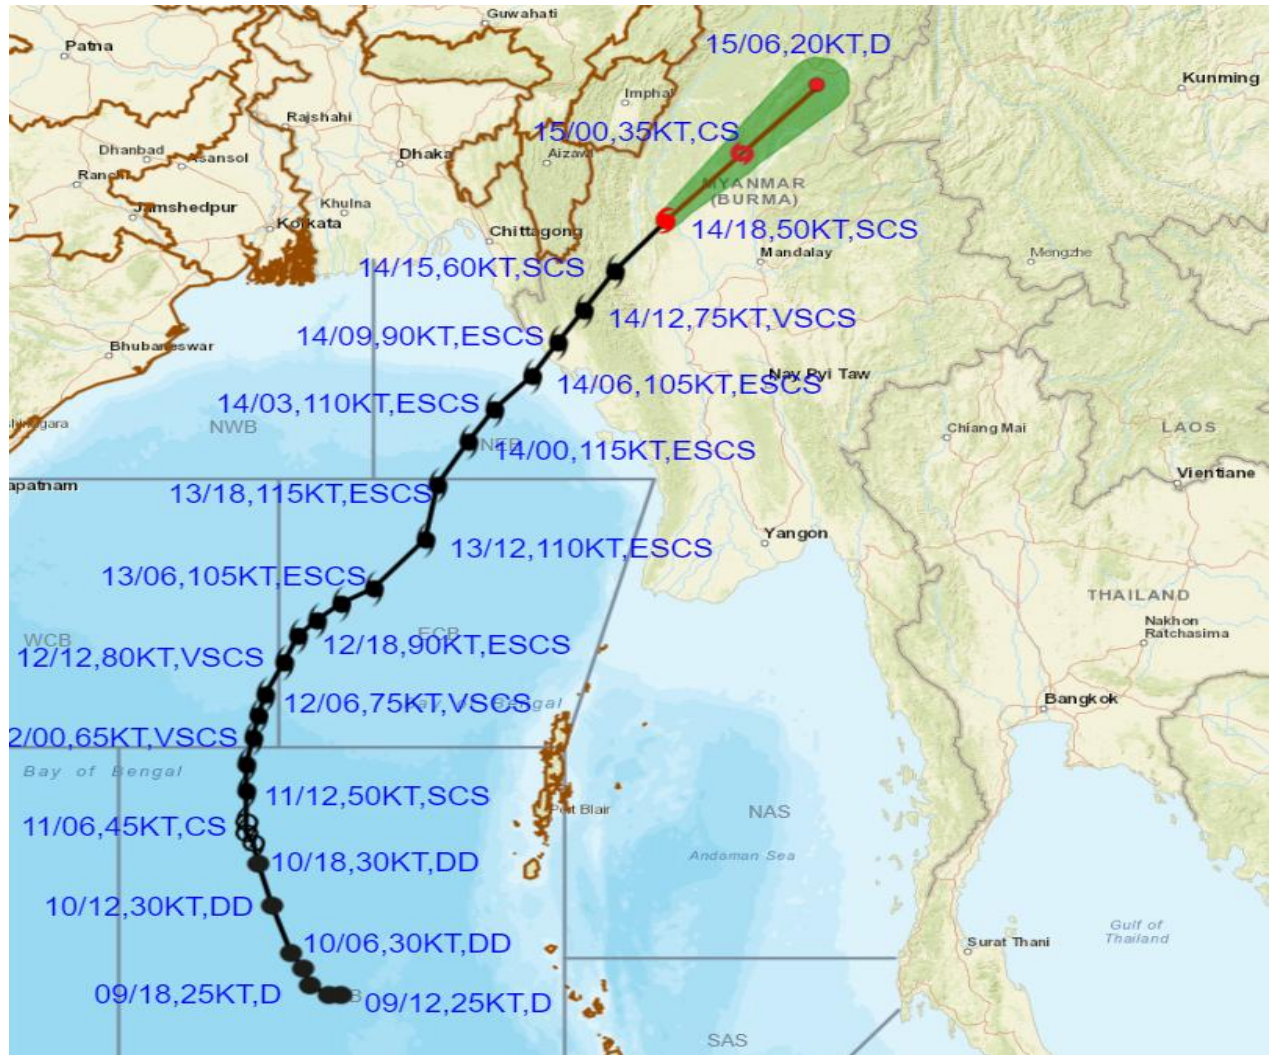 Guwahati
15/06,20KT,D
Patna
Kunming
Imphal
Rajshahi
15/00,35KT,CS
Dhanbad
Asansol
Dhaka
Aizawl
Ranchi
MYANMAR
(BURMA)
Jamshedpur
Khulna
Kolkata
Chittagong
14/18,50KT,SCS
Mandalay
Mengzhe
14/15,60KT,SCS
14/12,75KT,VSCS
14/09,90KT,ESCS
Bhubaneswar
Nay Pyi Taw
14/06,105KT,ESCS
14/03,110KT,ESCS
NWB
NEB
Chiang Mai
LAOS
14/00,115KT,ESCS
Vientiane
apatnam
13/18,115KT,ESCS
Yangon
13/12,110KT,ESCS
13/06,105KT,ESCS
THAILAND
Nakhon
Ratchasima
WCB
ECB
12/18,90KT,ESCS
12/12,80KT,VSCS
Bangkok
12/06,75KT,VSCS
Bay of Bengal
2/00,65KT,VSCS
Bay of Bengal
11/12,50KT,SCS
Port Blair
NAS
11/06,45KT,CS
Andaman Sea
10/18,30KT,DD
10/12,30KT,DD
Gulf of
Thailand
10/06,30KT,DD
Surat Thani
09/18,25KT,D
09/12,25KT,D
SAS